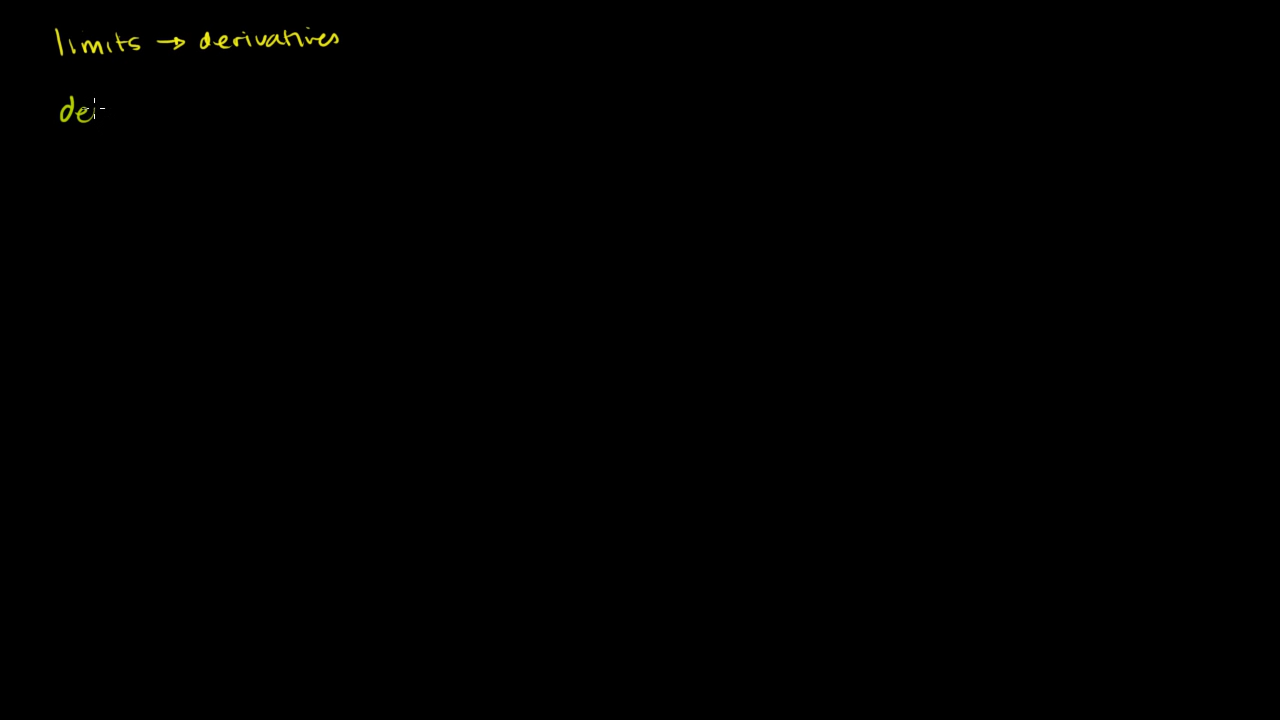 limits → derivatives
de